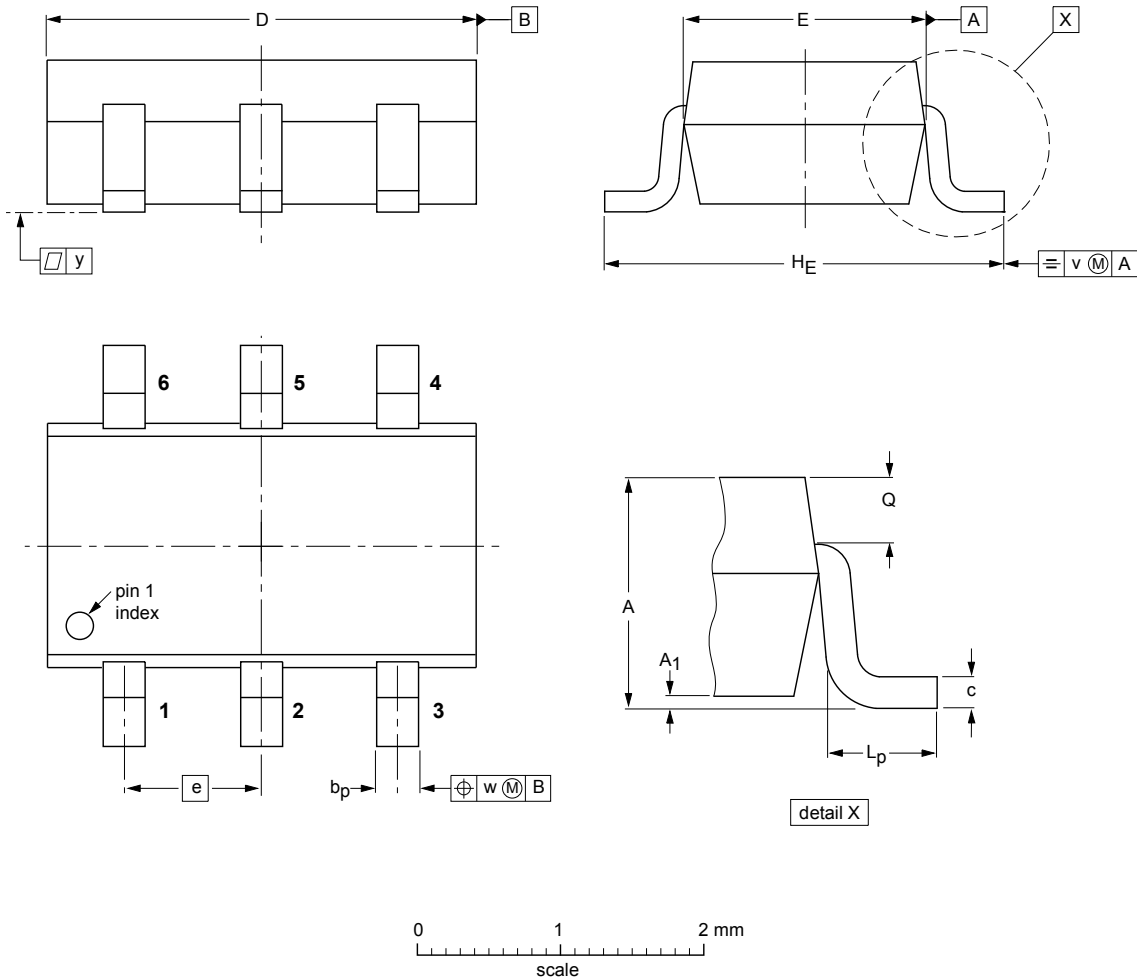 D
B
E
A
X
y
HE
v Ⓜ A
6
5
4
pin 1
index
1
2
3
e
bp
w Ⓜ B
Q
A
A1
c
Lp
detail X
0 1 2 mm
scale